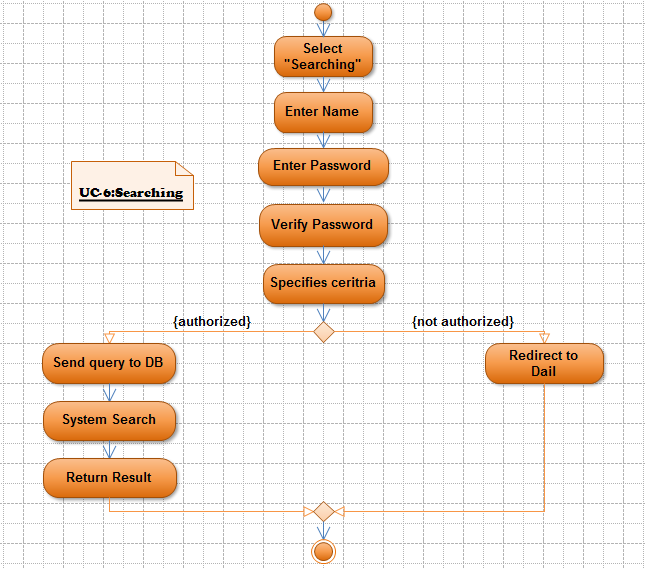 Select
"Searching"
Enter Name
Enter Password
UC-6:Searching
Verify Password
Specifies ceritria
{authorized}
{not authorized}
Send query to DB
Redirect to
Dail
System Search
Return Result